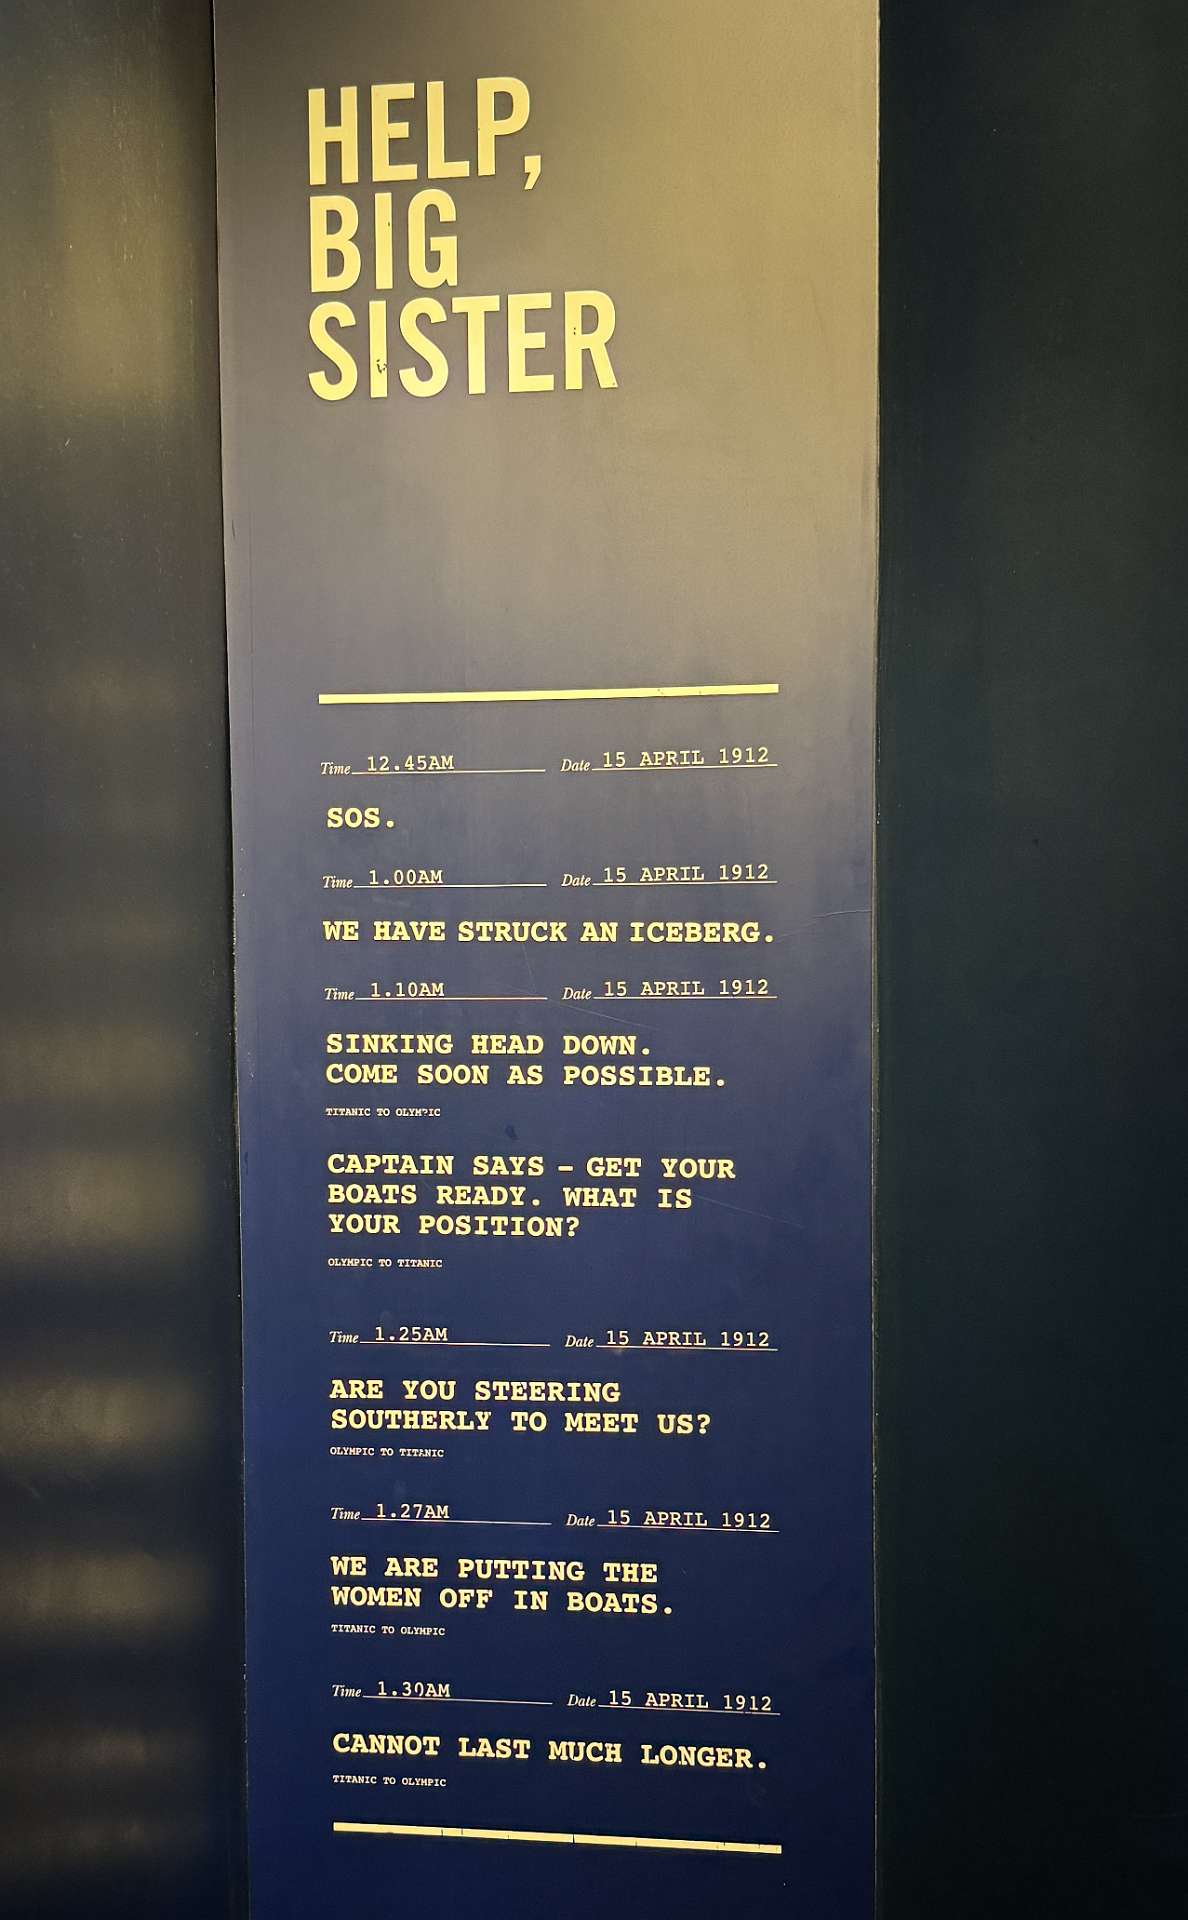 HELP,
BIG
SISTER
Time 12.45AM Date 15 APRIL 1912
SOS.
Time 1.00AM Date 15 APRIL 1912
WE HAVE STRUCK AN ICEBERG.
Time 1.10AM Date 15 APRIL 1912
SINKING HEAD DOWN.
COME SOON AS POSSIBLE.
TITANIC TO OLYMPIC
CAPTAIN SAYS – GET YOUR
BOATS READY. WHAT IS
YOUR POSITION?
OLYMPIC TO TITANIC
Time 1.25AM Date 15 APRIL 1912
ARE YOU STEERING
SOUTHERLY TO MEET US?
OLYMPIC TO TITANIC
Time 1.27AM Date 15 APRIL 1912
WE ARE PUTTING THE
WOMEN OFF IN BOATS.
TITANIC TO OLYMPIC
Time 1.30AM Date 15 APRIL 1912
CANNOT LAST MUCH LONGER.
TITANIC TO OLYMPIC